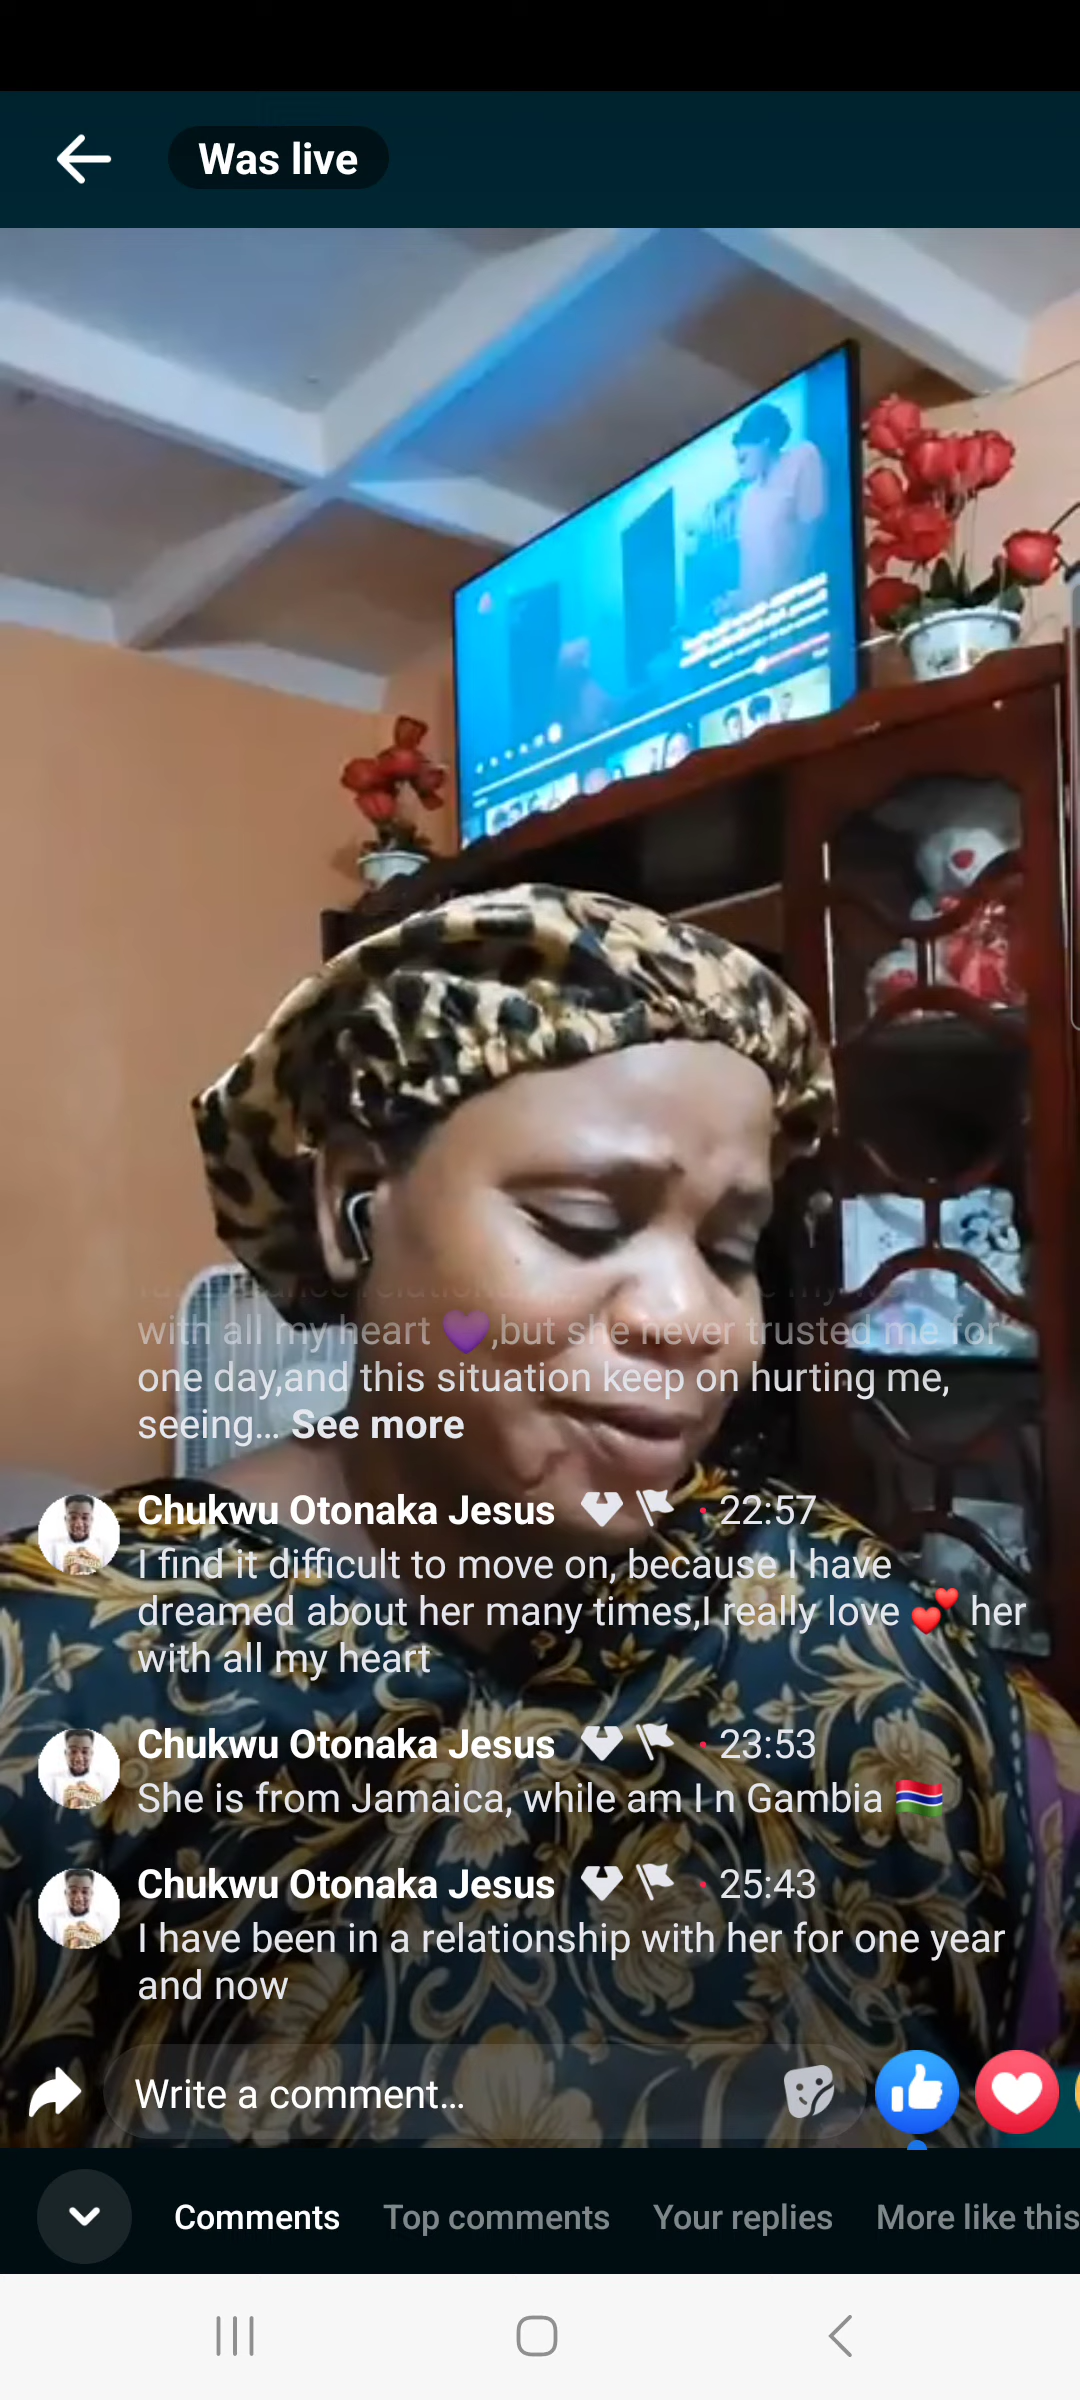 Was live
with all my heart 💜,but she never trusted me for
one day,and this situation keep on hurting me,
seeing... See more
Chukwu Otonaka Jesus · 22:57
I find it difficult to move on, because I have
dreamed about her many times,I really love 💕 her
with all my heart
Chukwu Otonaka Jesus · 23:53
She is from Jamaica, while am I n Gambia 🇬🇲
Chukwu Otonaka Jesus · 25:43
I have been in a relationship with her for one year
and now
Write a comment...
Comments Top comments Your replies More like this